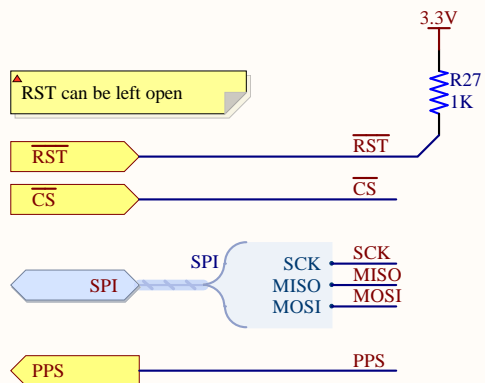 3.3V
RST can be left open
R27
1K
RST RST
CS CS
SPI
SCK SCK
SPI MISO MISO
MOSI MOSI
PPS PPS